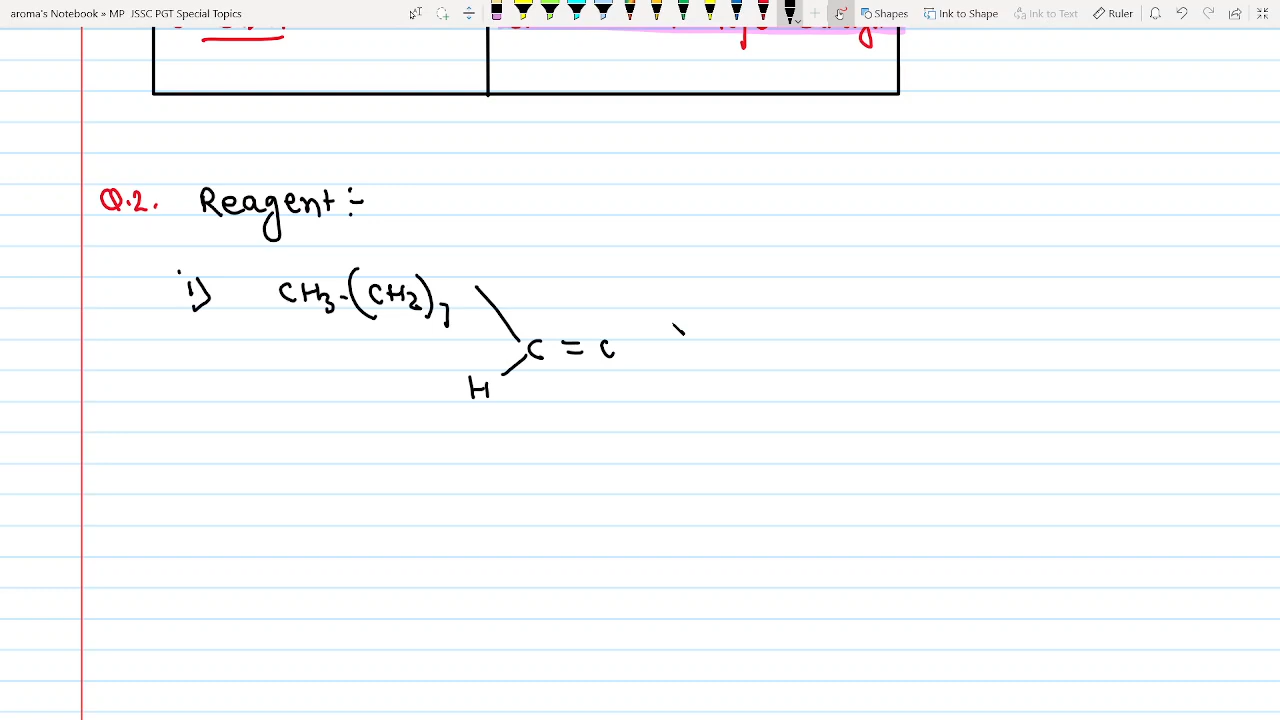 arom's Notebook » MP JSSC PGT Special Topics
Shapes Ink to Shape Ink to Text Ruler
Q.2. Reagent :-
i) CH3-(CH2)7
C = C
H